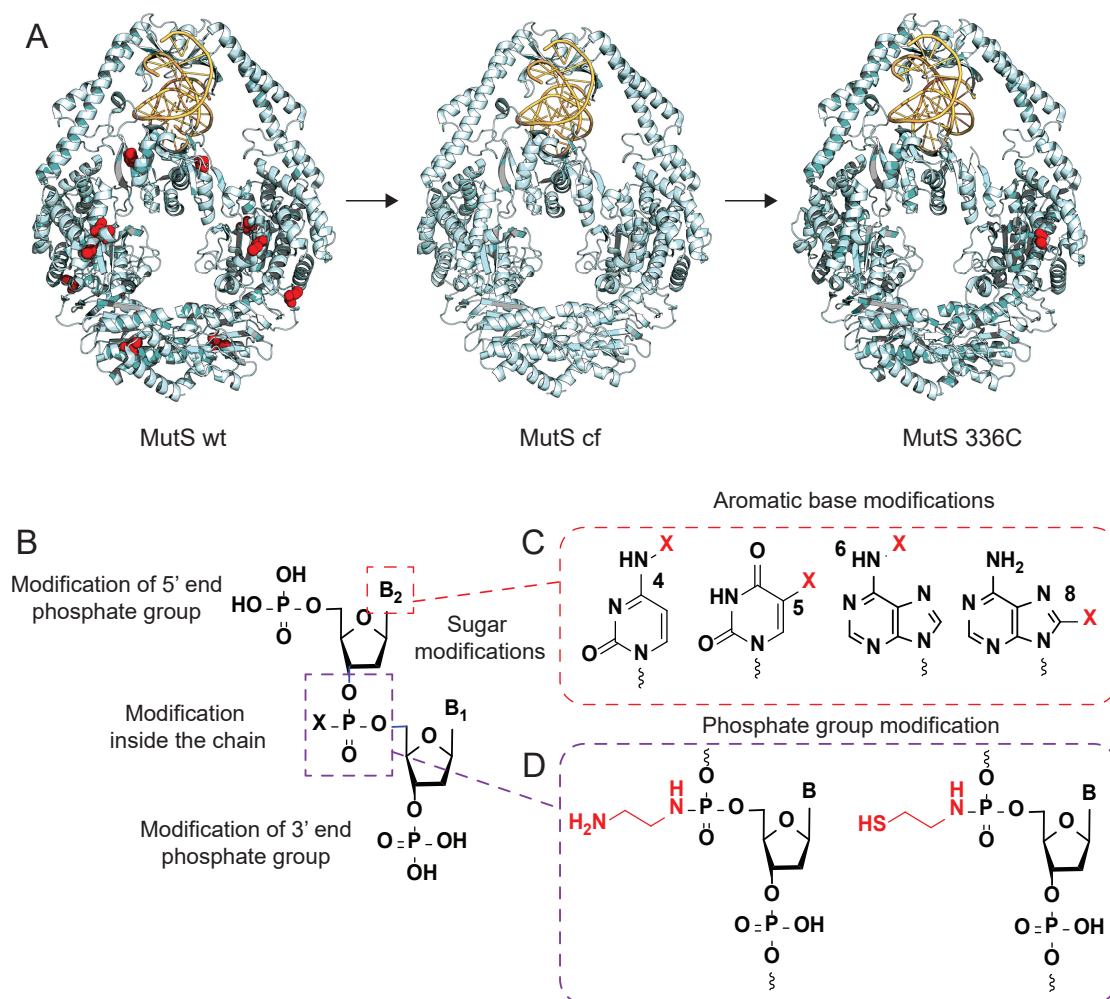 A
MutS wt
MutS cf
MutS 336C
B
Modification of 5' end
phosphate group
OH
HO-P-O
O
B2
Sugar
modifications
O
Modification
inside the chain
X-P-O
O
B1
O
O
Modification of 3' end
phosphate group
O=P-OH
OH
Aromatic base modifications
C
HN-X
4
N
O
N
O
X
HN
5
O
N
6
HN-X
N
N
N
N
NH2
N
N
8
X
N
N
Phosphate group modification
D
O
H
N
H2N
P-O
O
B
O
O
O=P-OH
O
O
H
N
HS
P-O
O
B
O
O
O=P-OH
O